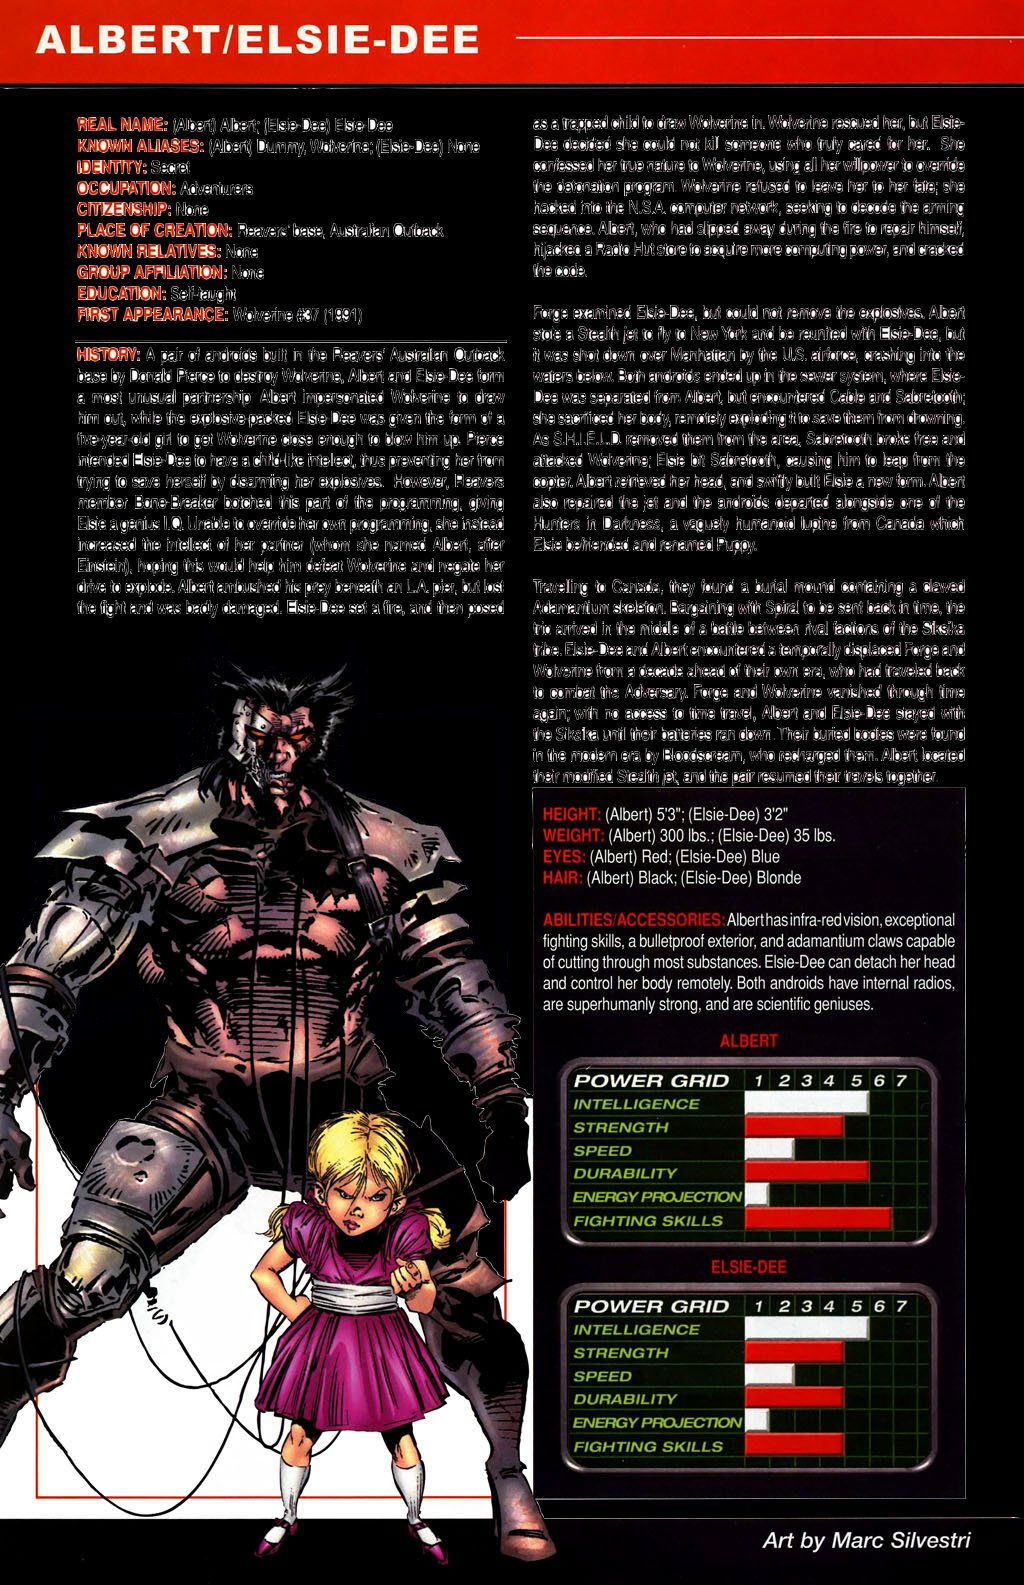 ALBERT/ELSIE-DEE
REAL NAME: (Albert) Albert; (Elsie-Dee) Elsie-Dee
KNOWN ALIASES: (Albert) Dummy, Wolverine; (Elsie-Dee) None
IDENTITY: Secret
OCCUPATION: Adventurers
CITIZENSHIP: None
PLACE OF CREATION: Reavers' base, Australian Outback
KNOWN RELATIVES: None
GROUP AFFILIATION: None
EDUCATION: Self-taught
FIRST APPEARANCE: Wolverine #37 (1991)
HISTORY: A pair of androids built in the Reavers' Australian Outback
base by Donald Pierce to destroy Wolverine, Albert and Elsie-Dee form
a most unusual partnership. Albert impersonated Wolverine to draw
him out, while the explosive-packed Elsie-Dee was given the form of a
five-year-old girl to get Wolverine close enough to blow him up. Pierce
intended Elsie-Dee to have a child-like intellect, thus preventing her from
trying to save herself by disarming her explosives. However, Reavers
member Bone-Breaker botched this part of the programming, giving
Elsie a genius I.Q. Unable to override her own programming, she instead
increased the intellect of her partner (whom she named Albert, after
Einstein), hoping this would help him defeat Wolverine and negate her
drive to explode. Albert ambushed his prey beneath an L.A. pier, but lost
the fight and was badly damaged. Elsie-Dee set a fire, and then posed
as a trapped child to draw Wolverine in. Wolverine rescued her, but Elsie-
Dee decided she could not kill someone who truly cared for her. She
confessed her true nature to Wolverine, using all her willpower to override
the detonation program. Wolverine refused to leave her to her fate; she
hacked into the N.S.A. computer network, seeking to decode the arming
sequence. Albert, who had slipped away during the fire to repair himself,
hijacked a Radio Hut store to acquire more computing power, and cracked
the code.
Forge examined Elsie-Dee, but could not remove the explosives. Albert
stole a Stealth jet to fly to New York and be reunited with Elsie-Dee, but
it was shot down over Manhattan by the U.S. airforce, crashing into the
waters below. Both androids ended up in the sewer system, where Elsie-
Dee was separated from Albert, but encountered Cable and Sabretooth;
she sacrificed her body, remotely exploding it to save them from drowning.
As S.H.I.E.L.D. removed them from the area, Sabretooth broke free and
attacked Wolverine; Elsie bit Sabretooth, causing him to leap from the
copter. Albert retrieved her head, and swiftly built Elsie a new form. Albert
also repaired the jet and the androids departed alongside one of the
Hunters in Darkness, a vaguely humanoid lupine from Canada which
Elsie befriended and renamed Puppy.
Travelling to Canada, they found a burial mound containing a clawed
Adamantium skeleton. Bargaining with Spiral to be sent back in time, the
trio arrived in the middle of a battle between rival factions of the Siksika
tribe. Elsie-Dee and Albert encountered a temporally displaced Forge and
Wolverine from a decade ahead of their own era, who had traveled back
to combat the Adversary. Forge and Wolverine vanished through time
again; with no access to time travel, Albert and Elsie-Dee stayed with
the Siksika until their batteries ran down. Their buried bodies were found
in the modern era by Bloodscream, who recharged them. Albert located
their modified Stealth jet, and the pair resumed their travels together.
HEIGHT: (Albert) 5'3"; (Elsie-Dee) 3'2"
WEIGHT: (Albert) 300 lbs.; (Elsie-Dee) 35 lbs.
EYES: (Albert) Red; (Elsie-Dee) Blue
HAIR: (Albert) Black; (Elsie-Dee) Blonde
ABILITIES/ACCESSORIES: Albert has infra-red vision, exceptional
fighting skills, a bulletproof exterior, and adamantium claws capable
of cutting through most substances. Elsie-Dee can detach her head
and control her body remotely. Both androids have internal radios,
are superhumanly strong, and are scientific geniuses.
ALBERT
POWER GRID 1 2 3 4 5 6 7
INTELLIGENCE
STRENGTH
SPEED
DURABILITY
ENERGY PROJECTION
FIGHTING SKILLS
ELSIE-DEE
POWER GRID 1 2 3 4 5 6 7
INTELLIGENCE
STRENGTH
SPEED
DURABILITY
ENERGY PROJECTION
FIGHTING SKILLS
Art by Marc Silvestri